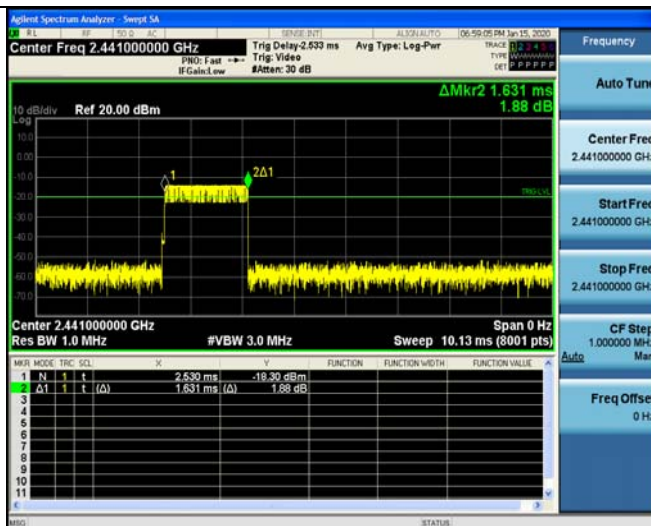 Agilent Spectrum Analyzer - Swept SA
RL RF 50 Ω AC SENSE:INT ALIGNAUTO 06:59:05 PM Jan 15, 2020
Center Freq 2.441000000 GHz
PNO: Fast
IFGain:Low
Trig Delay-2.533 ms
Trig: Video
#Atten: 30 dB
Avg Type: Log-Pwr
TRACE 1 2 3 4 5 6
TYPE
DET P P P P P P
ΔMkr2 1.631 ms
1.88 dB
10 dB/div Ref 20.00 dBm
Log
10.0
0.00
-10.0
-20.0
-30.0
-40.0
-50.0
-60.0
-70.0
1
2Δ1
TRIG LVL
Center 2.441000000 GHz Span 0 Hz
Res BW 1.0 MHz #VBW 3.0 MHz Sweep 10.13 ms (8001 pts)
MKR MODE TRC SCL X Y FUNCTION FUNCTION WIDTH FUNCTION VALUE
1 N 1 t 2.530 ms -18.30 dBm
2 Δ1 1 t (Δ) 1.631 ms (Δ) 1.88 dB
3
4
5
6
7
8
9
10
11
MSG STATUS
Frequency
Auto Tune
Center Freq
2.441000000 GHz
Start Freq
2.441000000 GHz
Stop Freq
2.441000000 GHz
CF Step
1.000000 MHz
Auto Man
Freq Offset
0 Hz